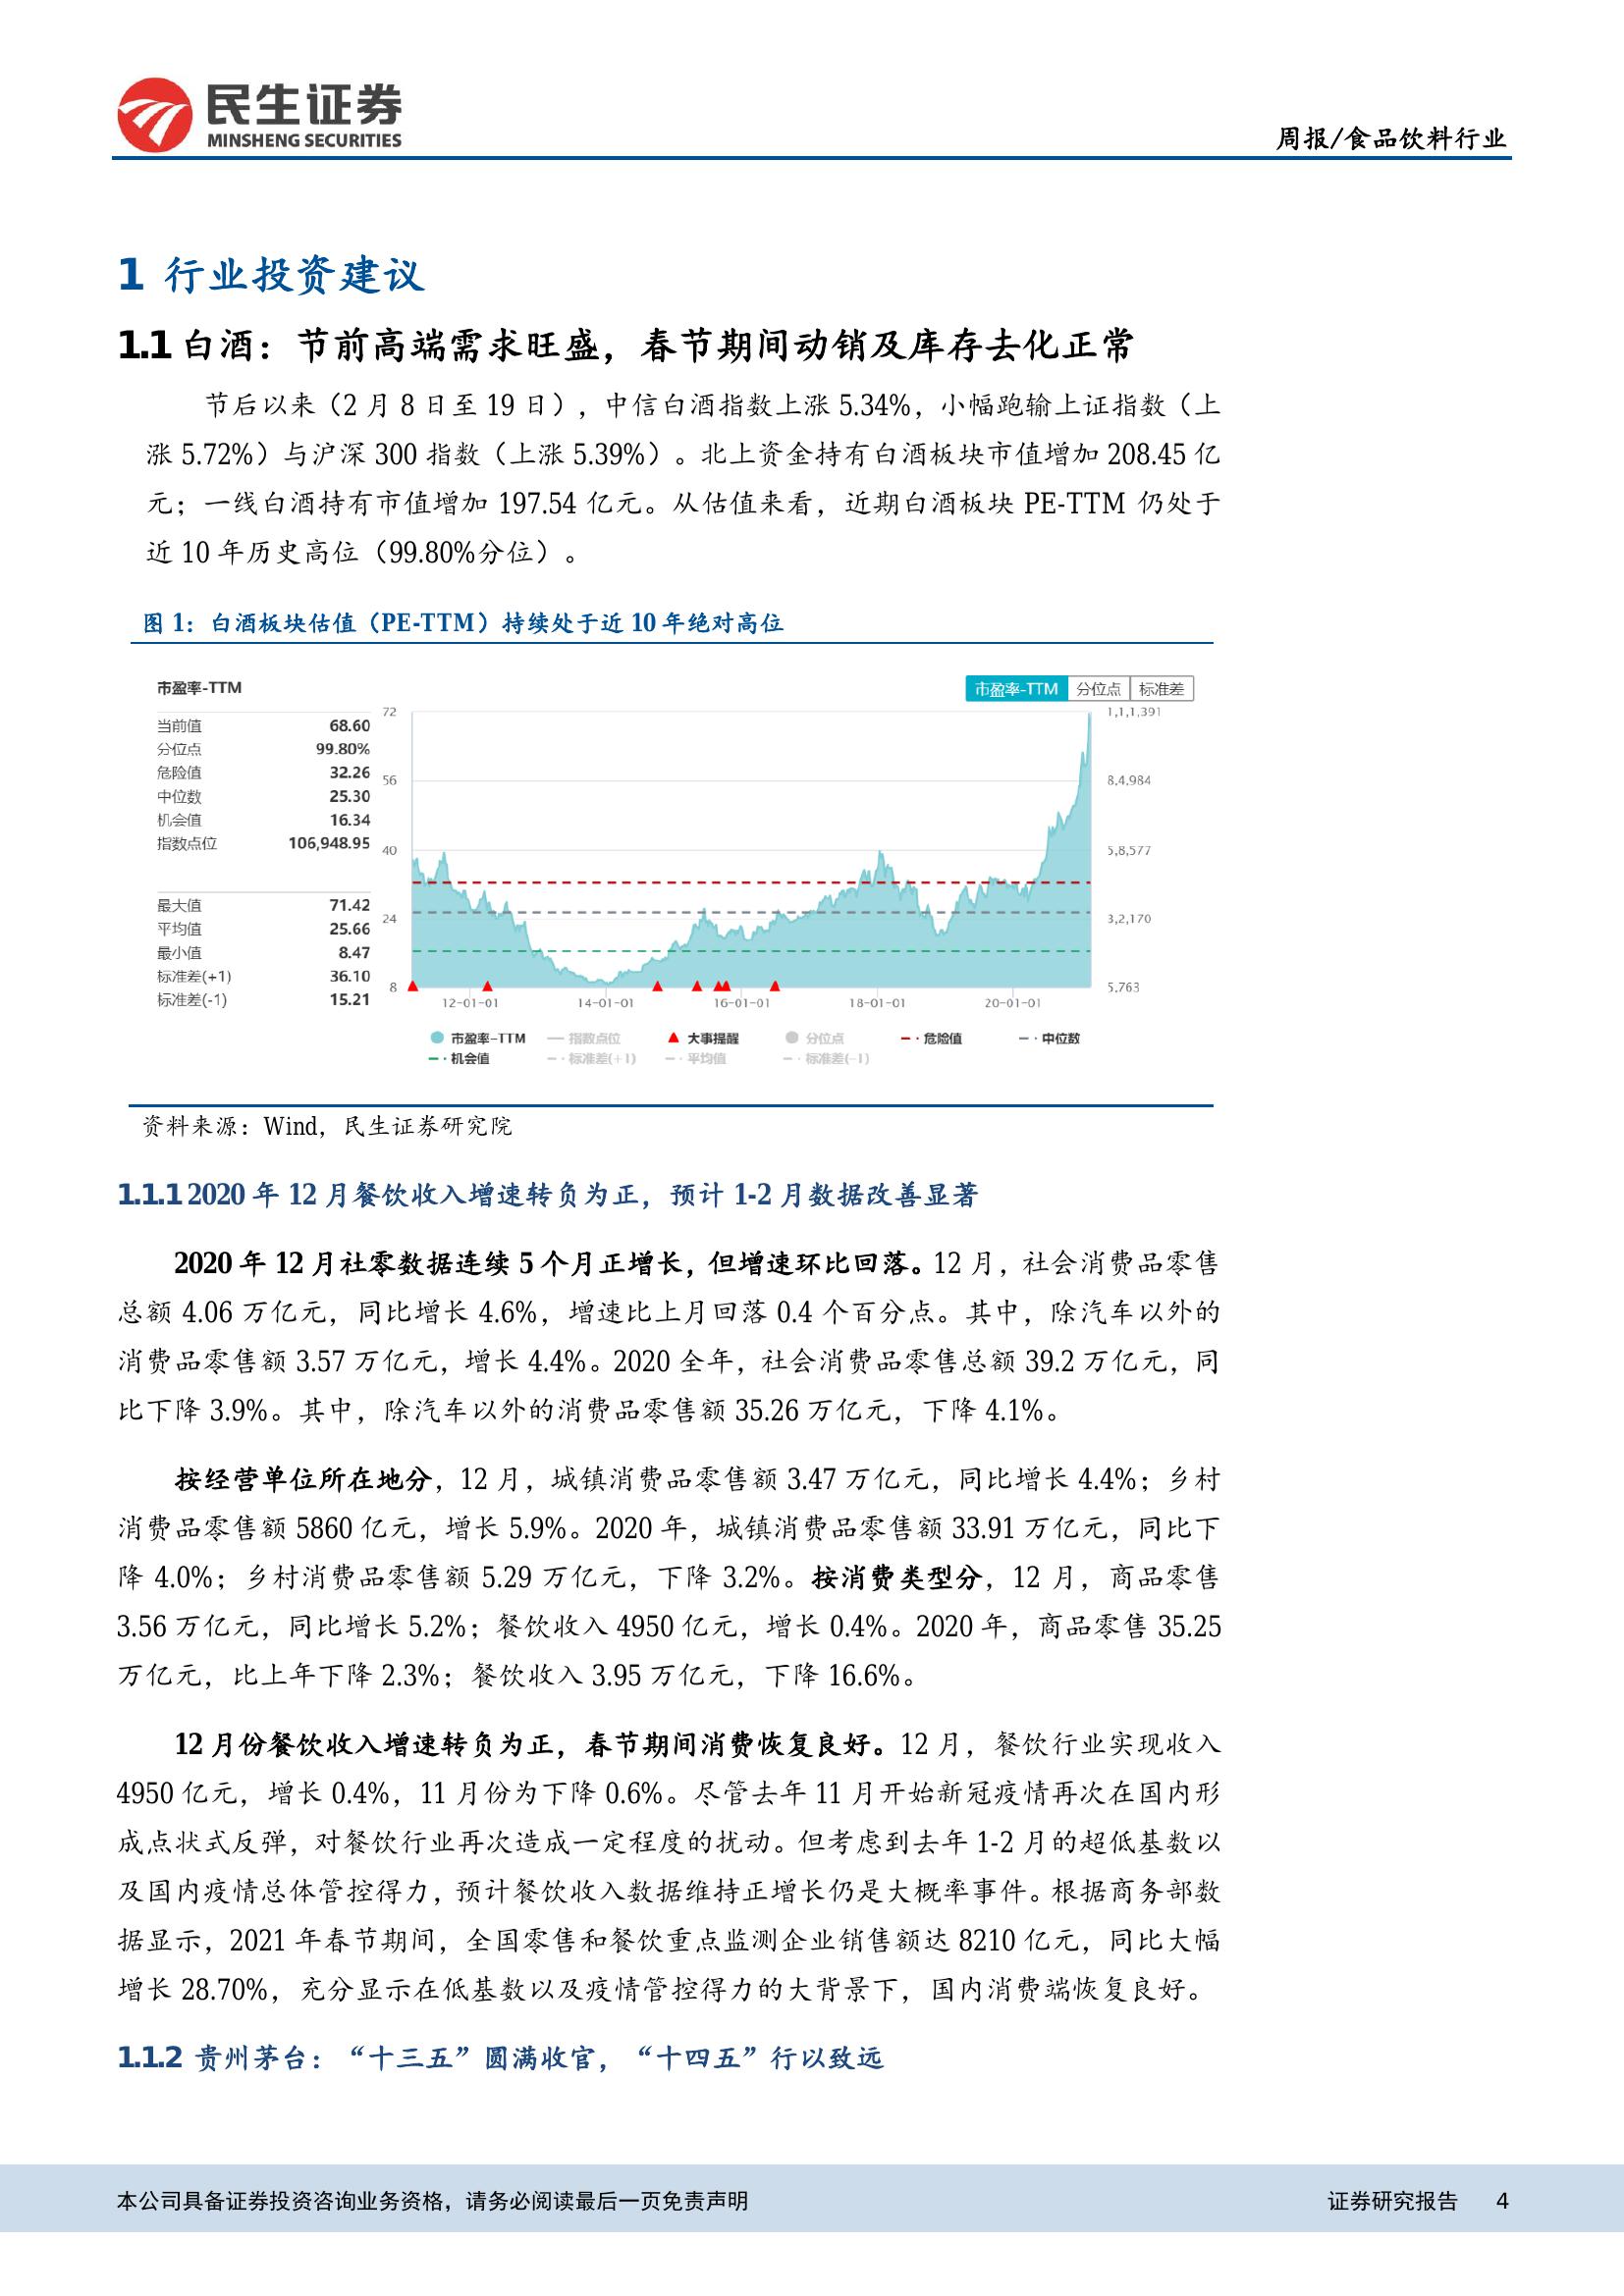 民生证券
MINSHENG SECURITIES
周报/食品饮料行业
1 行业投资建议
1.1 白酒：节前高端需求旺盛，春节期间动销及库存去化正常
节后以来（2 月 8 日至 19 日），中信白酒指数上涨 5.34%，小幅跑输上证指数（上
涨 5.72%）与沪深 300 指数（上涨 5.39%）。北上资金持有白酒板块市值增加 208.45 亿
元；一线白酒持有市值增加 197.54 亿元。从估值来看，近期白酒板块 PE-TTM 仍处于
近 10 年历史高位（99.80%分位）。
图 1：白酒板块估值（PE-TTM）持续处于近 10 年绝对高位
市盈率-TTM
市盈率-TTM 分位点 标准差
当前值 68.60
分位点 99.80%
危险值 32.26
中位数 25.30
机会值 16.34
指数点位 106,948.95
最大值 71.42
平均值 25.66
最小值 8.47
标准差(+1) 36.10
标准差(-1) 15.21
72 1,1,1,391
56 8,4,984
40 5,8,577
24 3,2,170
8 5,763
12-01-01 14-01-01 16-01-01 18-01-01 20-01-01
市盈率-TTM 指数点位 大事提醒 分位点 危险值 中位数
机会值 标准差(+1) 平均值 标准差(-1)
资料来源：Wind，民生证券研究院
1.1.1 2020 年 12 月餐饮收入增速转负为正，预计 1-2 月数据改善显著
2020 年 12 月社零数据连续 5 个月正增长，但增速环比回落。12 月，社会消费品零售
总额 4.06 万亿元，同比增长 4.6%，增速比上月回落 0.4 个百分点。其中，除汽车以外的
消费品零售额 3.57 万亿元，增长 4.4%。2020 全年，社会消费品零售总额 39.2 万亿元，同
比下降 3.9%。其中，除汽车以外的消费品零售额 35.26 万亿元，下降 4.1%。
按经营单位所在地分，12 月，城镇消费品零售额 3.47 万亿元，同比增长 4.4%；乡村
消费品零售额 5860 亿元，增长 5.9%。2020 年，城镇消费品零售额 33.91 万亿元，同比下
降 4.0%；乡村消费品零售额 5.29 万亿元，下降 3.2%。按消费类型分，12 月，商品零售
3.56 万亿元，同比增长 5.2%；餐饮收入 4950 亿元，增长 0.4%。2020 年，商品零售 35.25
万亿元，比上年下降 2.3%；餐饮收入 3.95 万亿元，下降 16.6%。
12 月份餐饮收入增速转负为正，春节期间消费恢复良好。12 月，餐饮行业实现收入
4950 亿元，增长 0.4%，11 月份为下降 0.6%。尽管去年 11 月开始新冠疫情再次在国内形
成点状式反弹，对餐饮行业再次造成一定程度的扰动。但考虑到去年 1-2 月的超低基数以
及国内疫情总体管控得力，预计餐饮收入数据维持正增长仍是大概率事件。根据商务部数
据显示，2021 年春节期间，全国零售和餐饮重点监测企业销售额达 8210 亿元，同比大幅
增长 28.70%，充分显示在低基数以及疫情管控得力的大背景下，国内消费端恢复良好。
1.1.2 贵州茅台：“十三五”圆满收官，“十四五”行以致远
本公司具备证券投资咨询业务资格，请务必阅读最后一页免责声明
证券研究报告 4